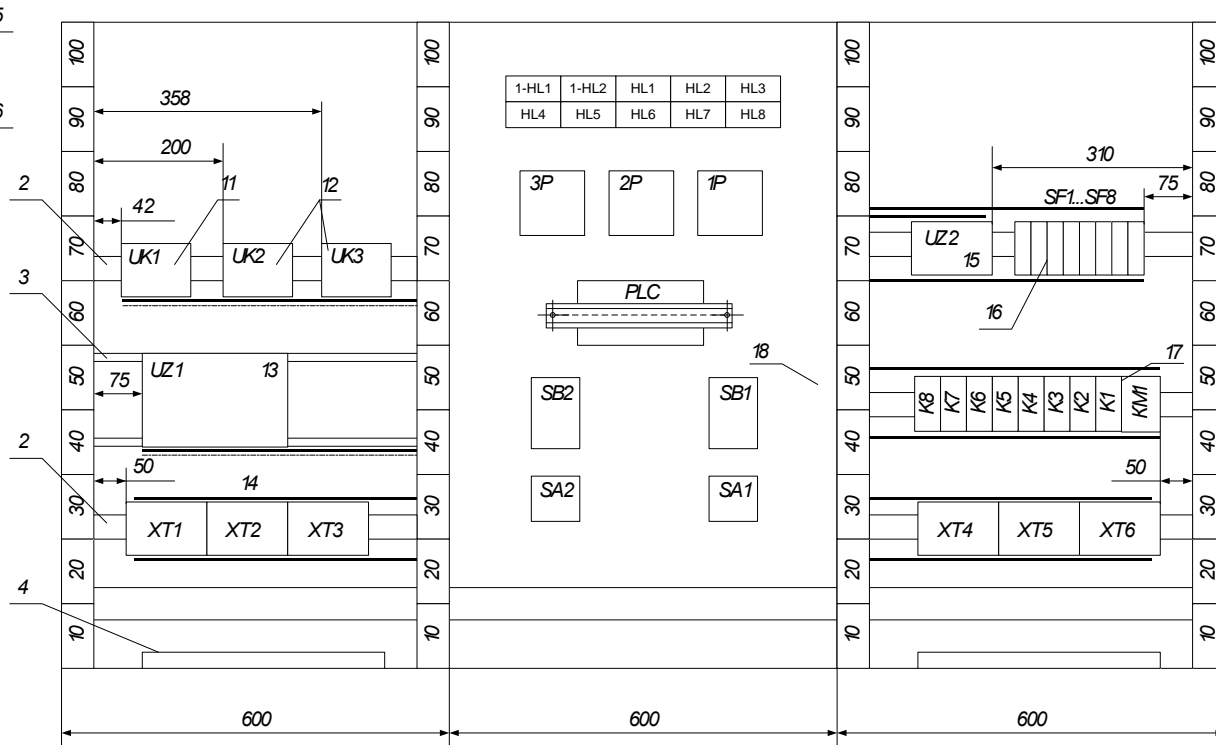 5
6
100 100 100 100
1-HL1 1-HL2 HL1 HL2 HL3
358
90 90 90 90
HL4 HL5 HL6 HL7 HL8
200 310
2 11 12 80 80 3P 2P 1P 80 75 80
42 SF1...SF8
UK1 UK2 UK3 70 70 70 UZ2 15 70
3 PLC
60 60 60 16 60
18 17
UZ1 13
75 50 50 SB2 SB1 50 K8 K7 K6 K5 K4 K3 K2 K1 KM1 50
2 40 40 40 40
50 14 50
SA2 SA1
30 30 30 30
XT1 XT2 XT3 XT4 XT5 XT6
4 20 20 20 20
10 10 10 10
600 600 600